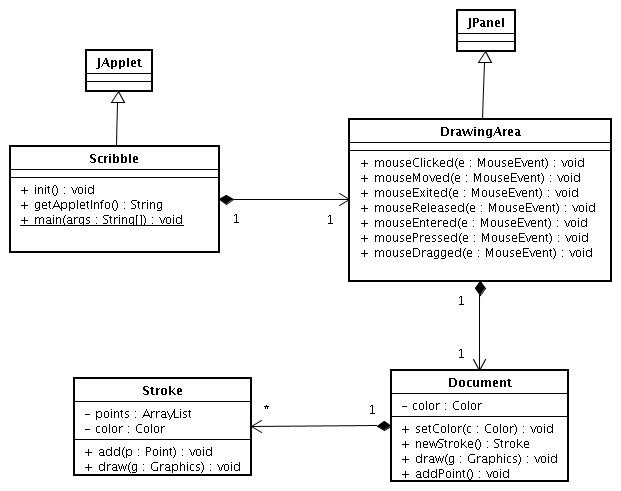 JPanel
JApplet
DrawingArea
+ mouseClicked(e : MouseEvent) : void
+ mouseMoved(e : MouseEvent) : void
+ mouseExited(e : MouseEvent) : void
+ mouseReleased(e : MouseEvent) : void
+ mouseEntered(e : MouseEvent) : void
+ mousePressed(e : MouseEvent) : void
+ mouseDragged(e : MouseEvent) : void
Scribble
+ init() : void
+ getAppletInfo() : String
+ main(args : String[]) : void
1
1
1
1
Document
- color : Color
+ setColor(c : Color) : void
+ newStroke() : Stroke
+ draw(g : Graphics) : void
+ addPoint() : void
*
1
Stroke
- points : ArrayList
- color : Color
+ add(p : Point) : void
+ draw(g : Graphics) : void